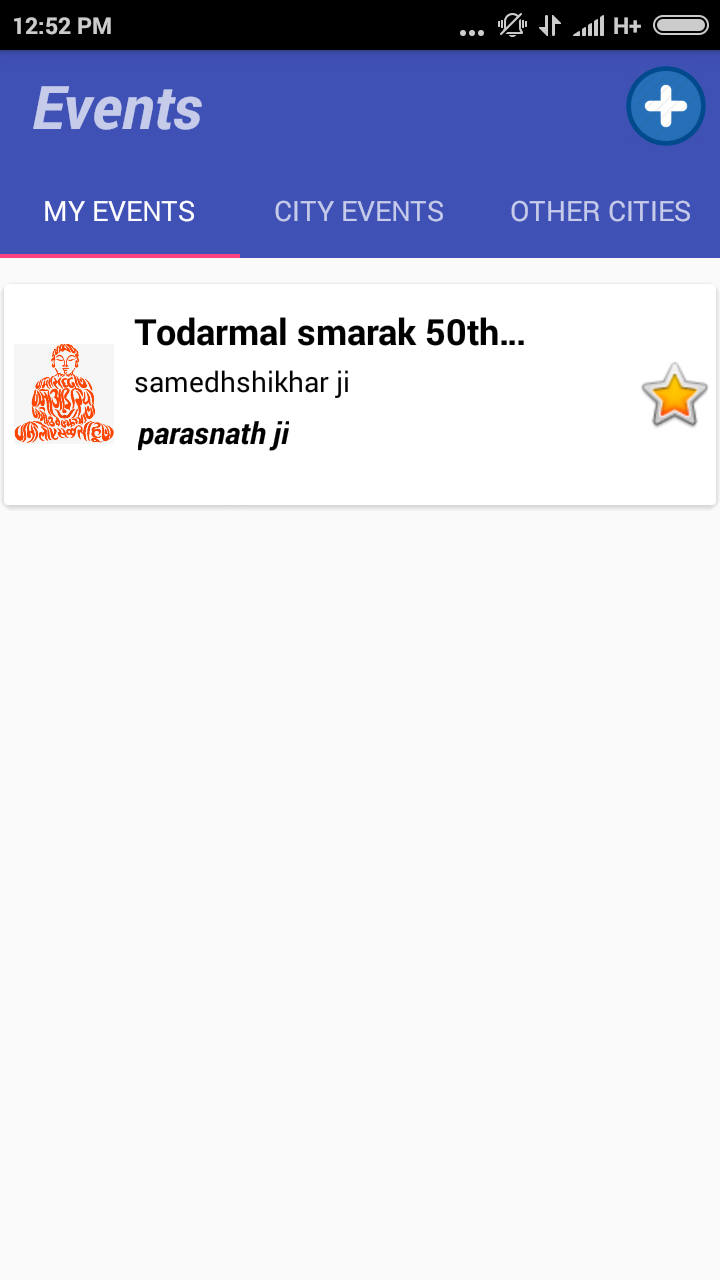 12:52 PM
... H+
Events
MY EVENTS CITY EVENTS OTHER CITIES
Todarmal smarak 50th...
samedhshikhar ji
parasnath ji